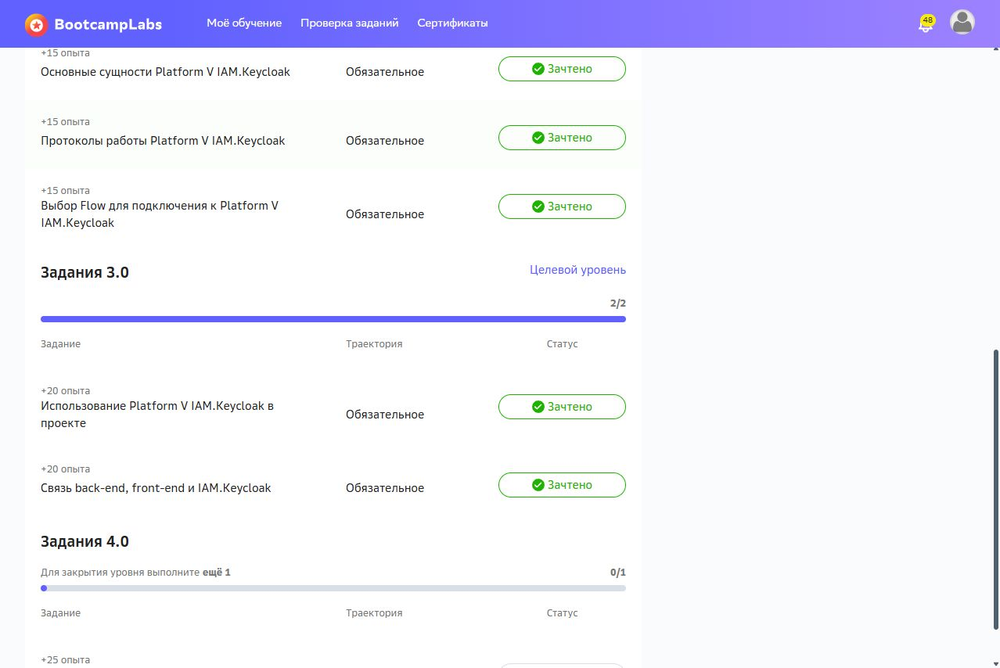 BootcampLabs Моё обучение Проверка заданий Сертификаты 48
+15 опыта
Основные сущности Platform V IAM.Keycloak Обязательное Зачтено
+15 опыта
Протоколы работы Platform V IAM.Keycloak Обязательное Зачтено
+15 опыта
Выбор Flow для подключения к Platform V
IAM.Keycloak Обязательное Зачтено
Задания 3.0 Целевой уровень
2/2
Задание Траектория Статус
+20 опыта
Использование Platform V IAM.Keycloak в
проекте Обязательное Зачтено
+20 опыта
Связь back-end, front-end и IAM.Keycloak Обязательное Зачтено
Задания 4.0
Для закрытия уровня выполните ещё 1 0/1
Задание Траектория Статус
+25 опыта